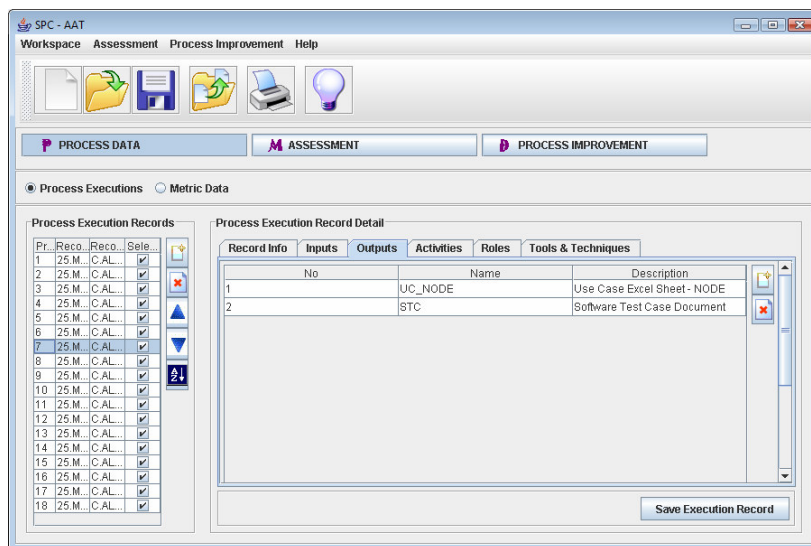 SPC - AAT
Workspace Assessment Process Improvement Help
P PROCESS DATA M ASSESSMENT D PROCESS IMPROVEMENT
Process Executions Metric Data
Process Execution Records Process Execution Record Detail
Record Info Inputs Outputs Activities Roles Tools & Techniques
Pr... Reco... Reco... Sele...
No Name Description
1 UC_NODE Use Case Excel Sheet - NODE
2 STC Software Test Case Document
1 25.M... C.AL...
2 25.M... C.AL...
3 25.M... C.AL...
4 25.M... C.AL...
5 25.M... C.AL...
6 25.M... C.AL...
7 25.M... C.AL...
8 25.M... C.AL...
9 25.M... C.AL...
10 25.M... C.AL...
11 25.M... C.AL...
12 25.M... C.AL...
13 25.M... C.AL...
14 25.M... C.AL...
15 25.M... C.AL...
16 25.M... C.AL...
17 25.M... C.AL...
18 25.M... C.AL...
A Z
Save Execution Record